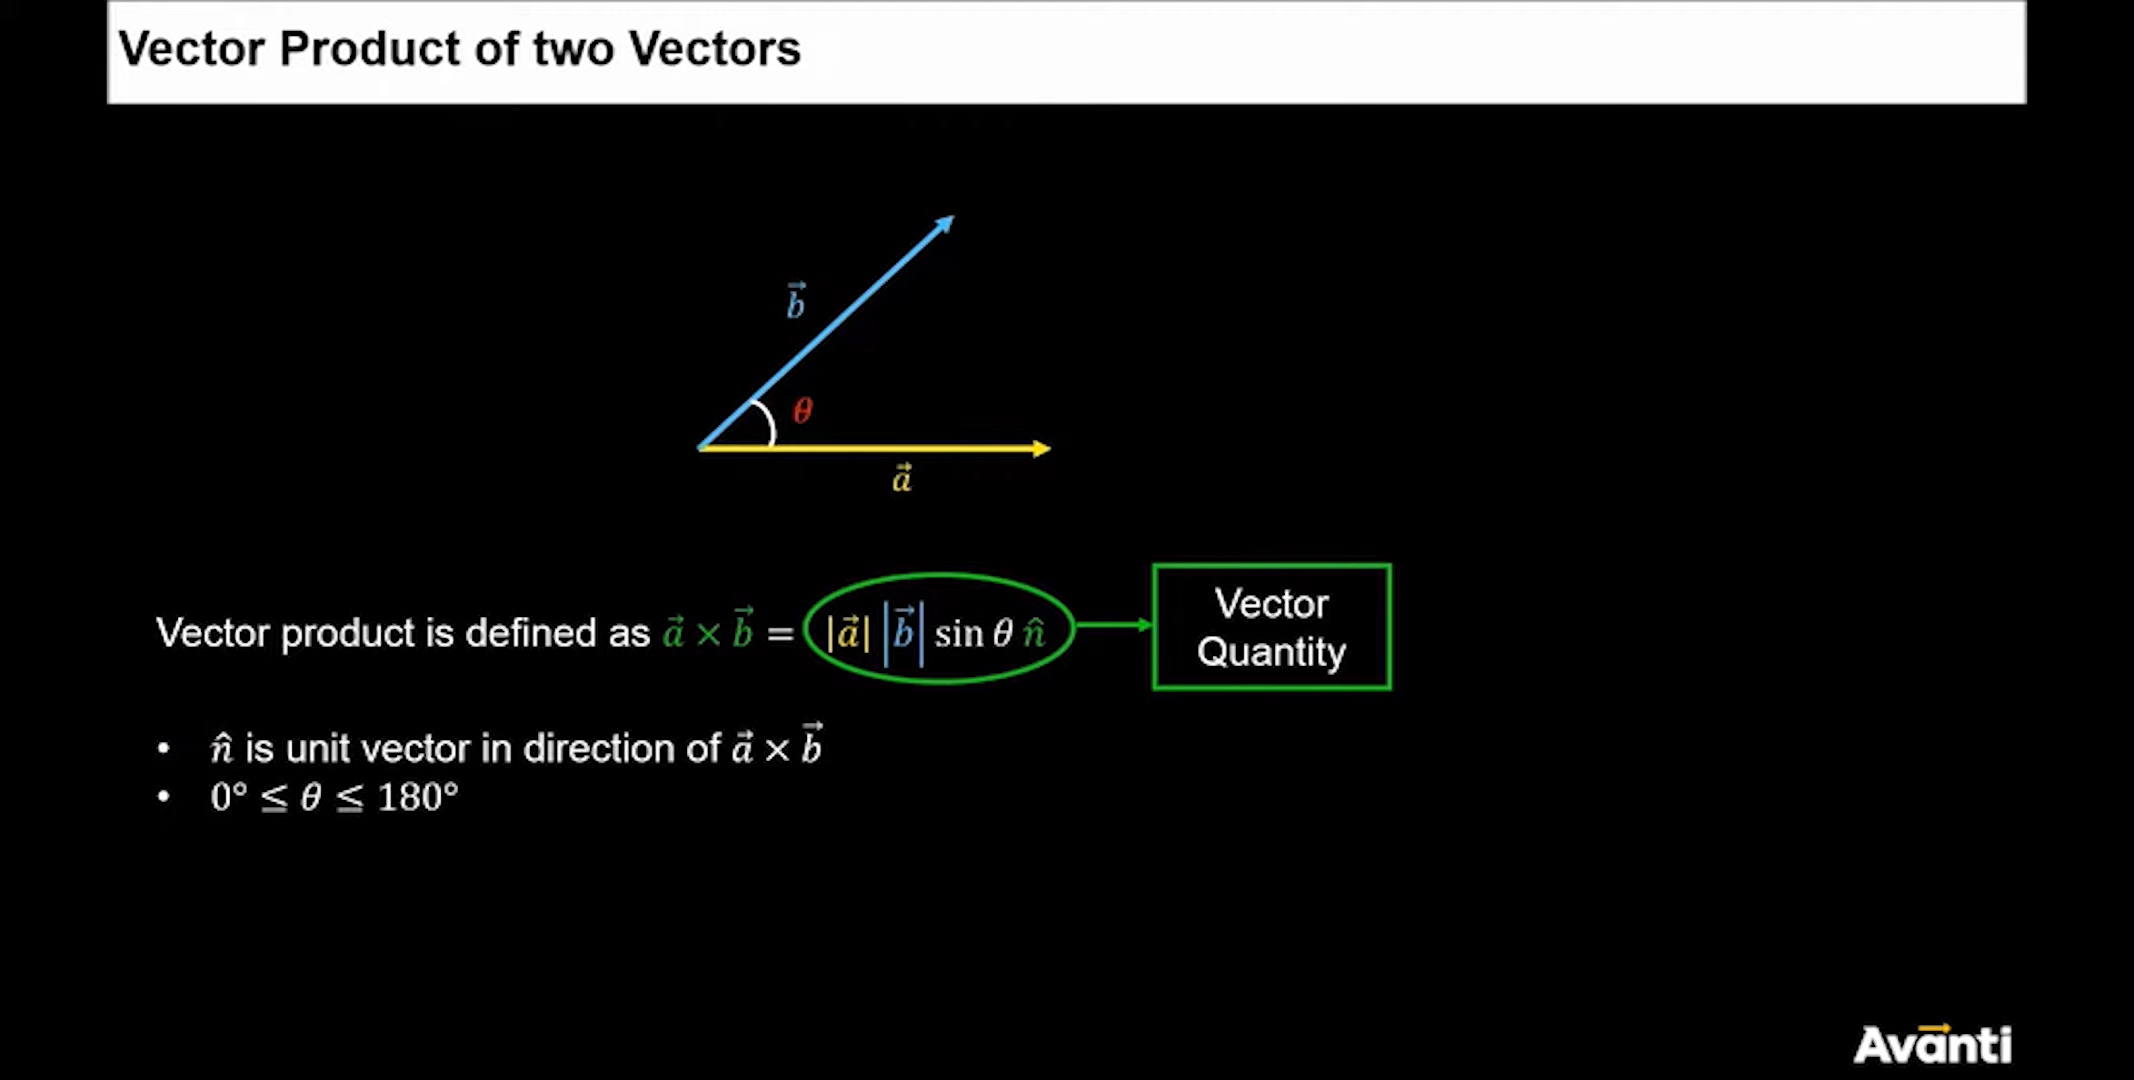 Vector Product of two Vectors
b⃗
θ
a⃗
Vector product is defined as a⃗ × b⃗ = |a⃗| |b⃗| sin θ n̂
Vector
Quantity
• n̂ is unit vector in direction of a⃗ × b⃗
• 0° ≤ θ ≤ 180°
Avanti